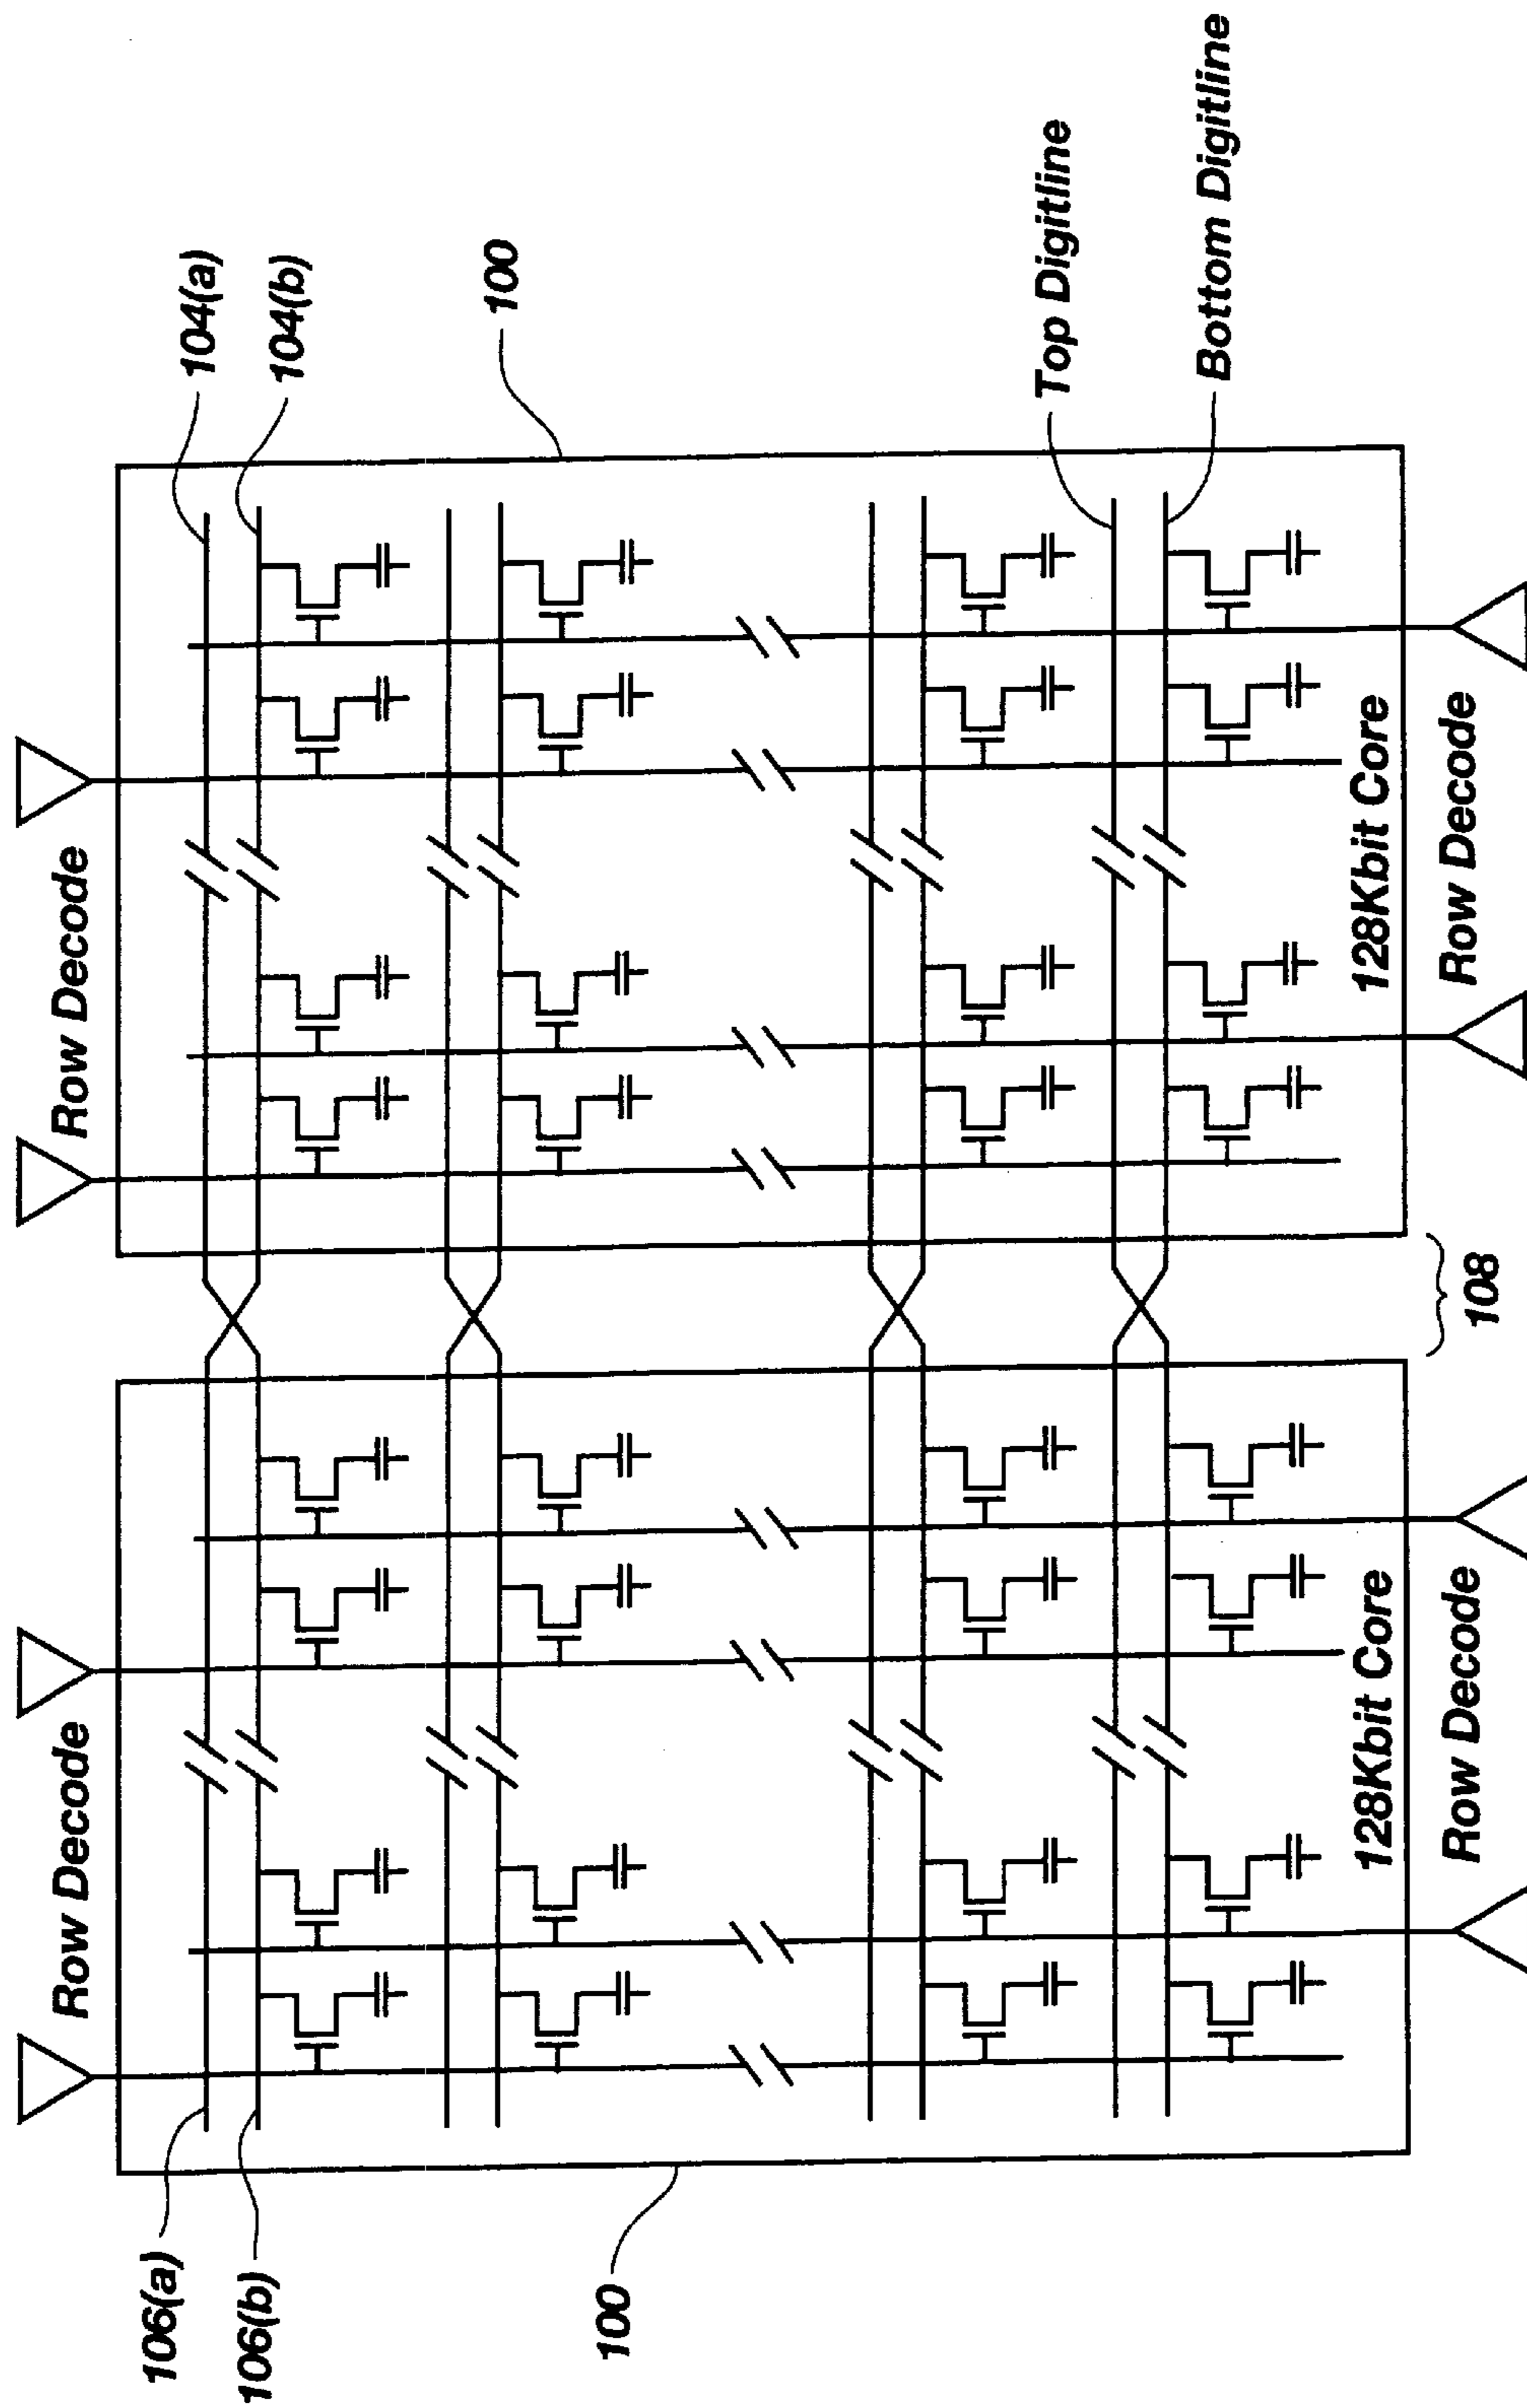 Row Decode
Row Decode
106(a)
104(a)
106(b)
104(b)
100
100
Top Digitline
Bottom Digitline
128Kbit Core
128Kbit Core
Row Decode
108
Row Decode